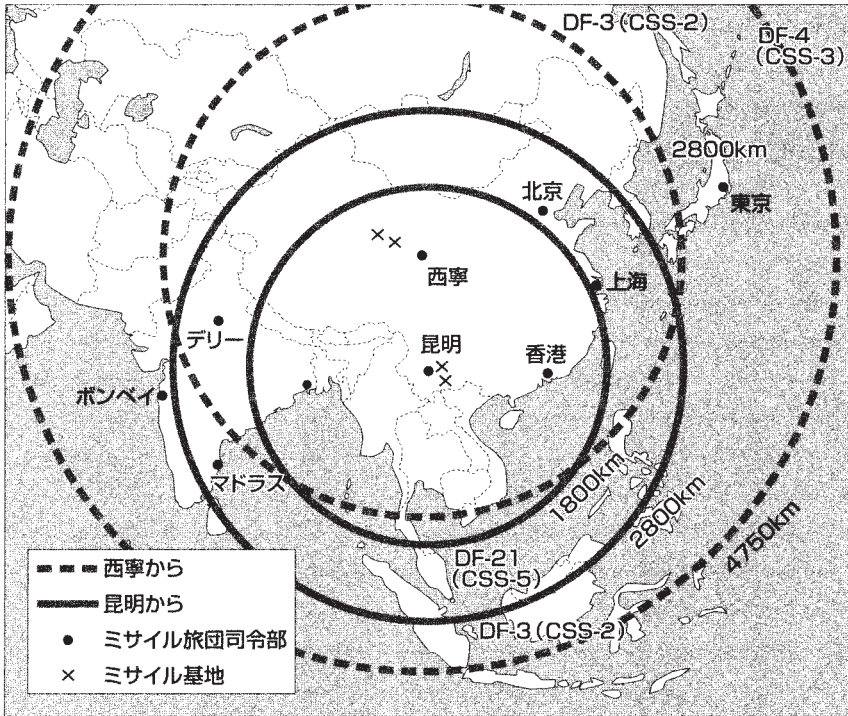 DF-3(CSS-2)
DF-4
(CSS-3)
2800km
北京
東京
西寧
上海
デリー
昆明
香港
ボンベイ
マドラス
1800km
2800km
4750km
DF-21
(CSS-5)
DF-3(CSS-2)
西寧から
昆明から
ミサイル旅団司令部
ミサイル基地